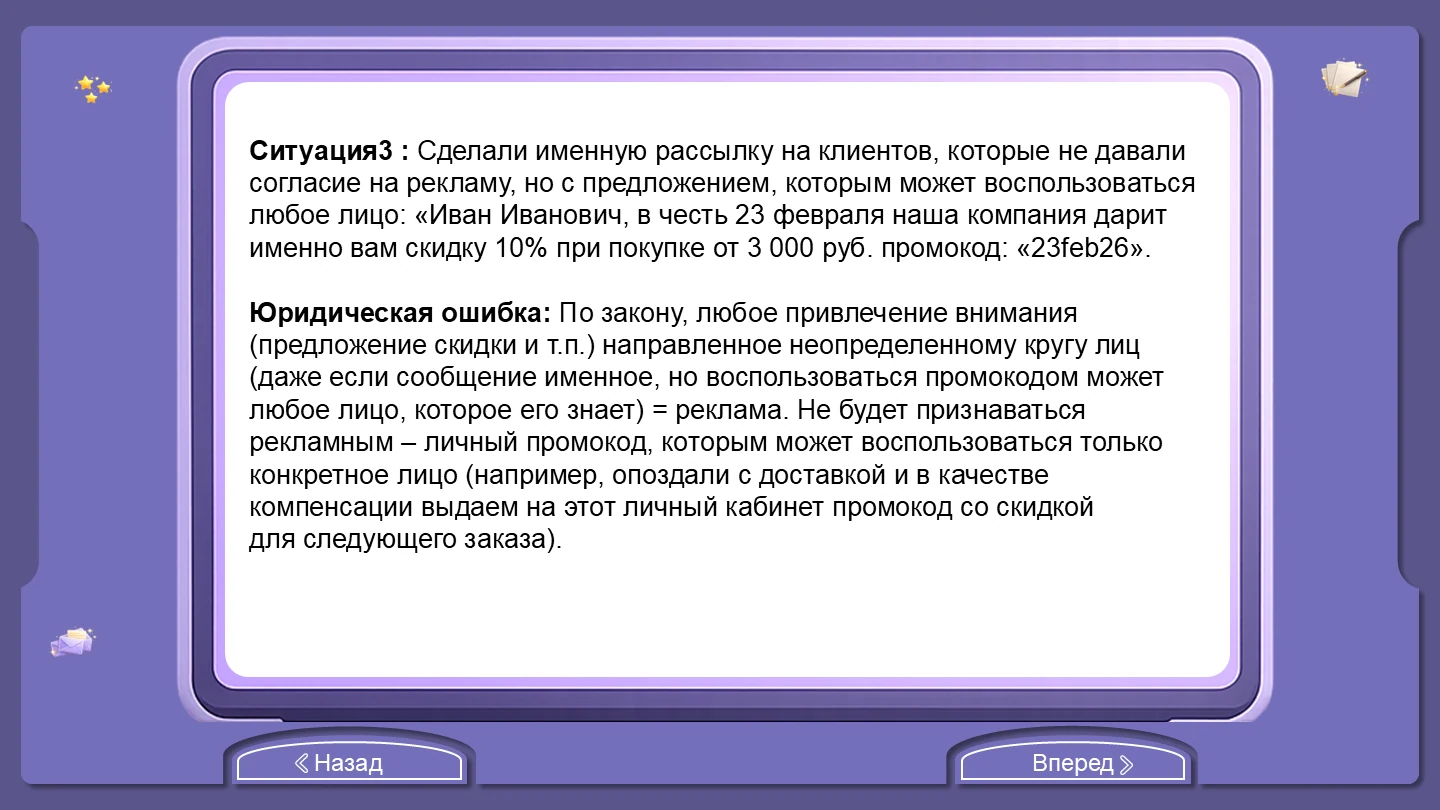 Ситуация3 : Сделали именную рассылку на клиентов, которые не давали
согласие на рекламу, но с предложением, которым может воспользоваться
любое лицо: «Иван Иванович, в честь 23 февраля наша компания дарит
именно вам скидку 10% при покупке от 3 000 руб. промокод: «23feb26».
Юридическая ошибка: По закону, любое привлечение внимания
(предложение скидки и т.п.) направленное неопределенному кругу лиц
(даже если сообщение именное, но воспользоваться промокодом может
любое лицо, которое его знает) = реклама. Не будет признаваться
рекламным – личный промокод, которым может воспользоваться только
конкретное лицо (например, опоздали с доставкой и в качестве
компенсации выдаем на этот личный кабинет промокод со скидкой
для следующего заказа).
Назад
Вперед